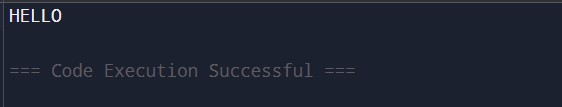 HELLO
=== Code Execution Successful ===